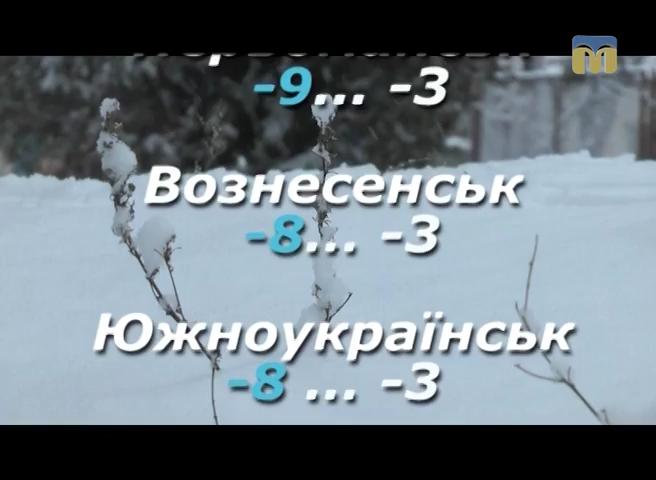 -9... -3
Вознесенськ
-8... -3
Южноукраїнськ
-8 ... -3